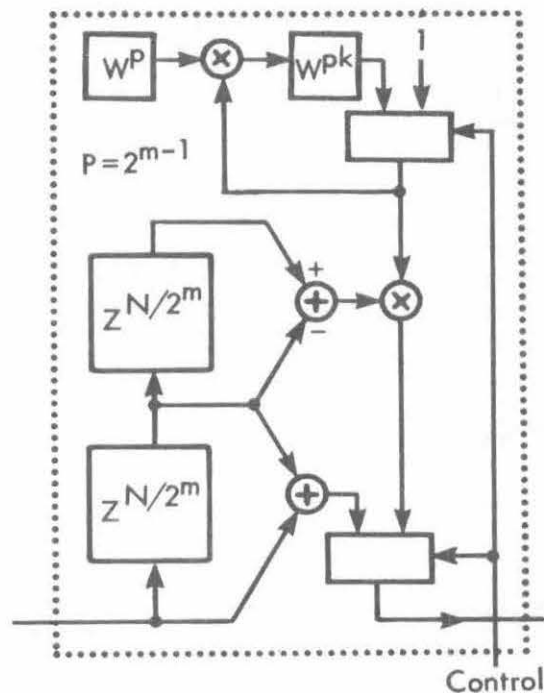 W^P
×
W^pk
1
P = 2^m-1
+
Z^N/2^m
+
×
−
Z^N/2^m
+
Control